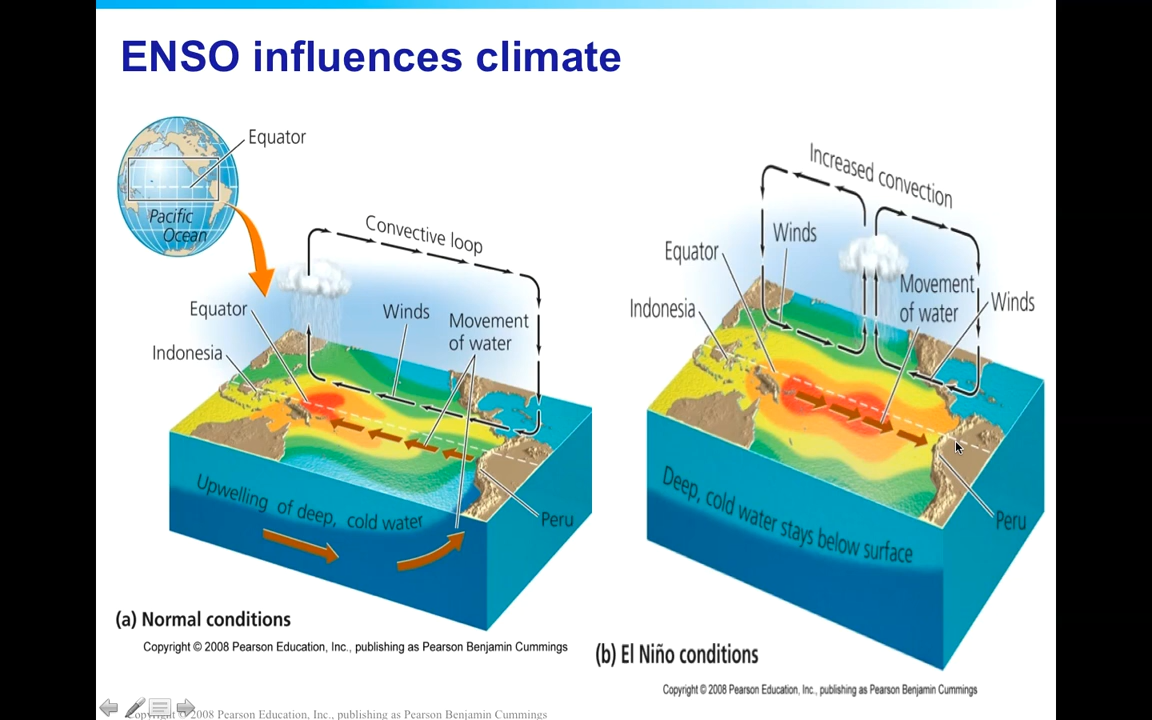 ENSO influences climate
Equator
Pacific
Ocean
Convective loop
Equator
Winds
Movement
of water
Indonesia
Upwelling of deep, cold water
Peru
(a) Normal conditions
Copyright © 2008 Pearson Education, Inc., publishing as Pearson Benjamin Cummings
Increased convection
Winds
Equator
Movement
of water
Winds
Indonesia
Deep, cold water stays below surface
Peru
(b) El Niño conditions
Copyright © 2008 Pearson Education, Inc., publishing as Pearson Benjamin Cummings
Copyright © 2008 Pearson Education, Inc., publishing as Pearson Benjamin Cummings